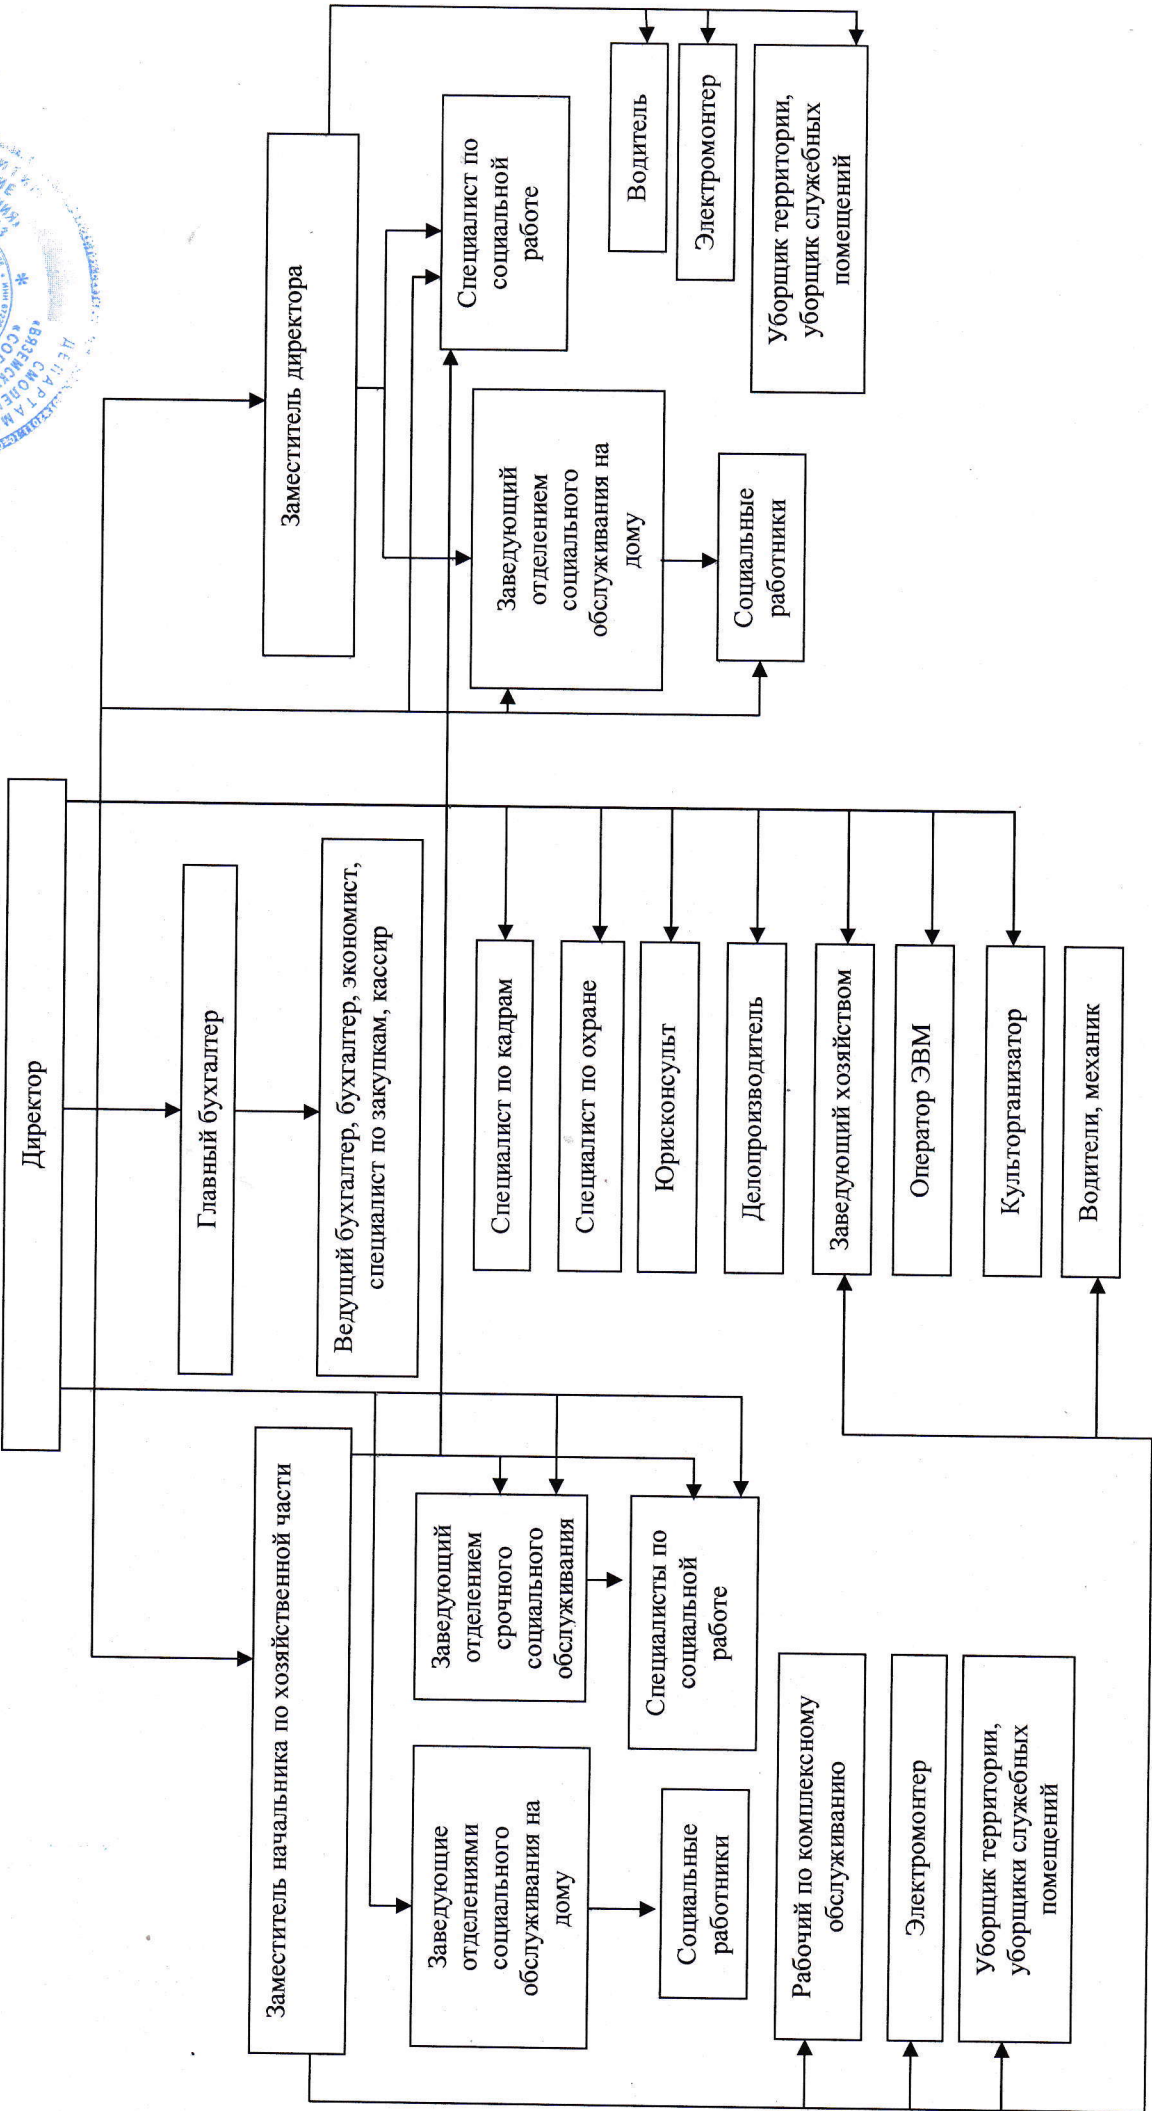 Директор
Заместитель начальника по хозяйственной части
Главный бухгалтер
Заместитель директора
Ведущий бухгалтер, бухгалтер, экономист,
специалист по закупкам, кассир
Заведующие
отделениями
социального
обслуживания на
дому
Заведующий
отделением
срочного
социального
обслуживания
Социальные
работники
Специалисты по
социальной
работе
Рабочий по комплексному
обслуживанию
Электромонтер
Уборщик территории,
уборщики служебных
помещений
Специалист по кадрам
Специалист по охране
Юрисконсульт
Делопроизводитель
Заведующий хозяйством
Оператор ЭВМ
Культорганизатор
Водители, механик
Заведующий
отделением
социального
обслуживания на
дому
Социальные
работники
Специалист по
социальной
работе
Водитель
Электромонтер
Уборщик территории,
уборщик служебных
помещений